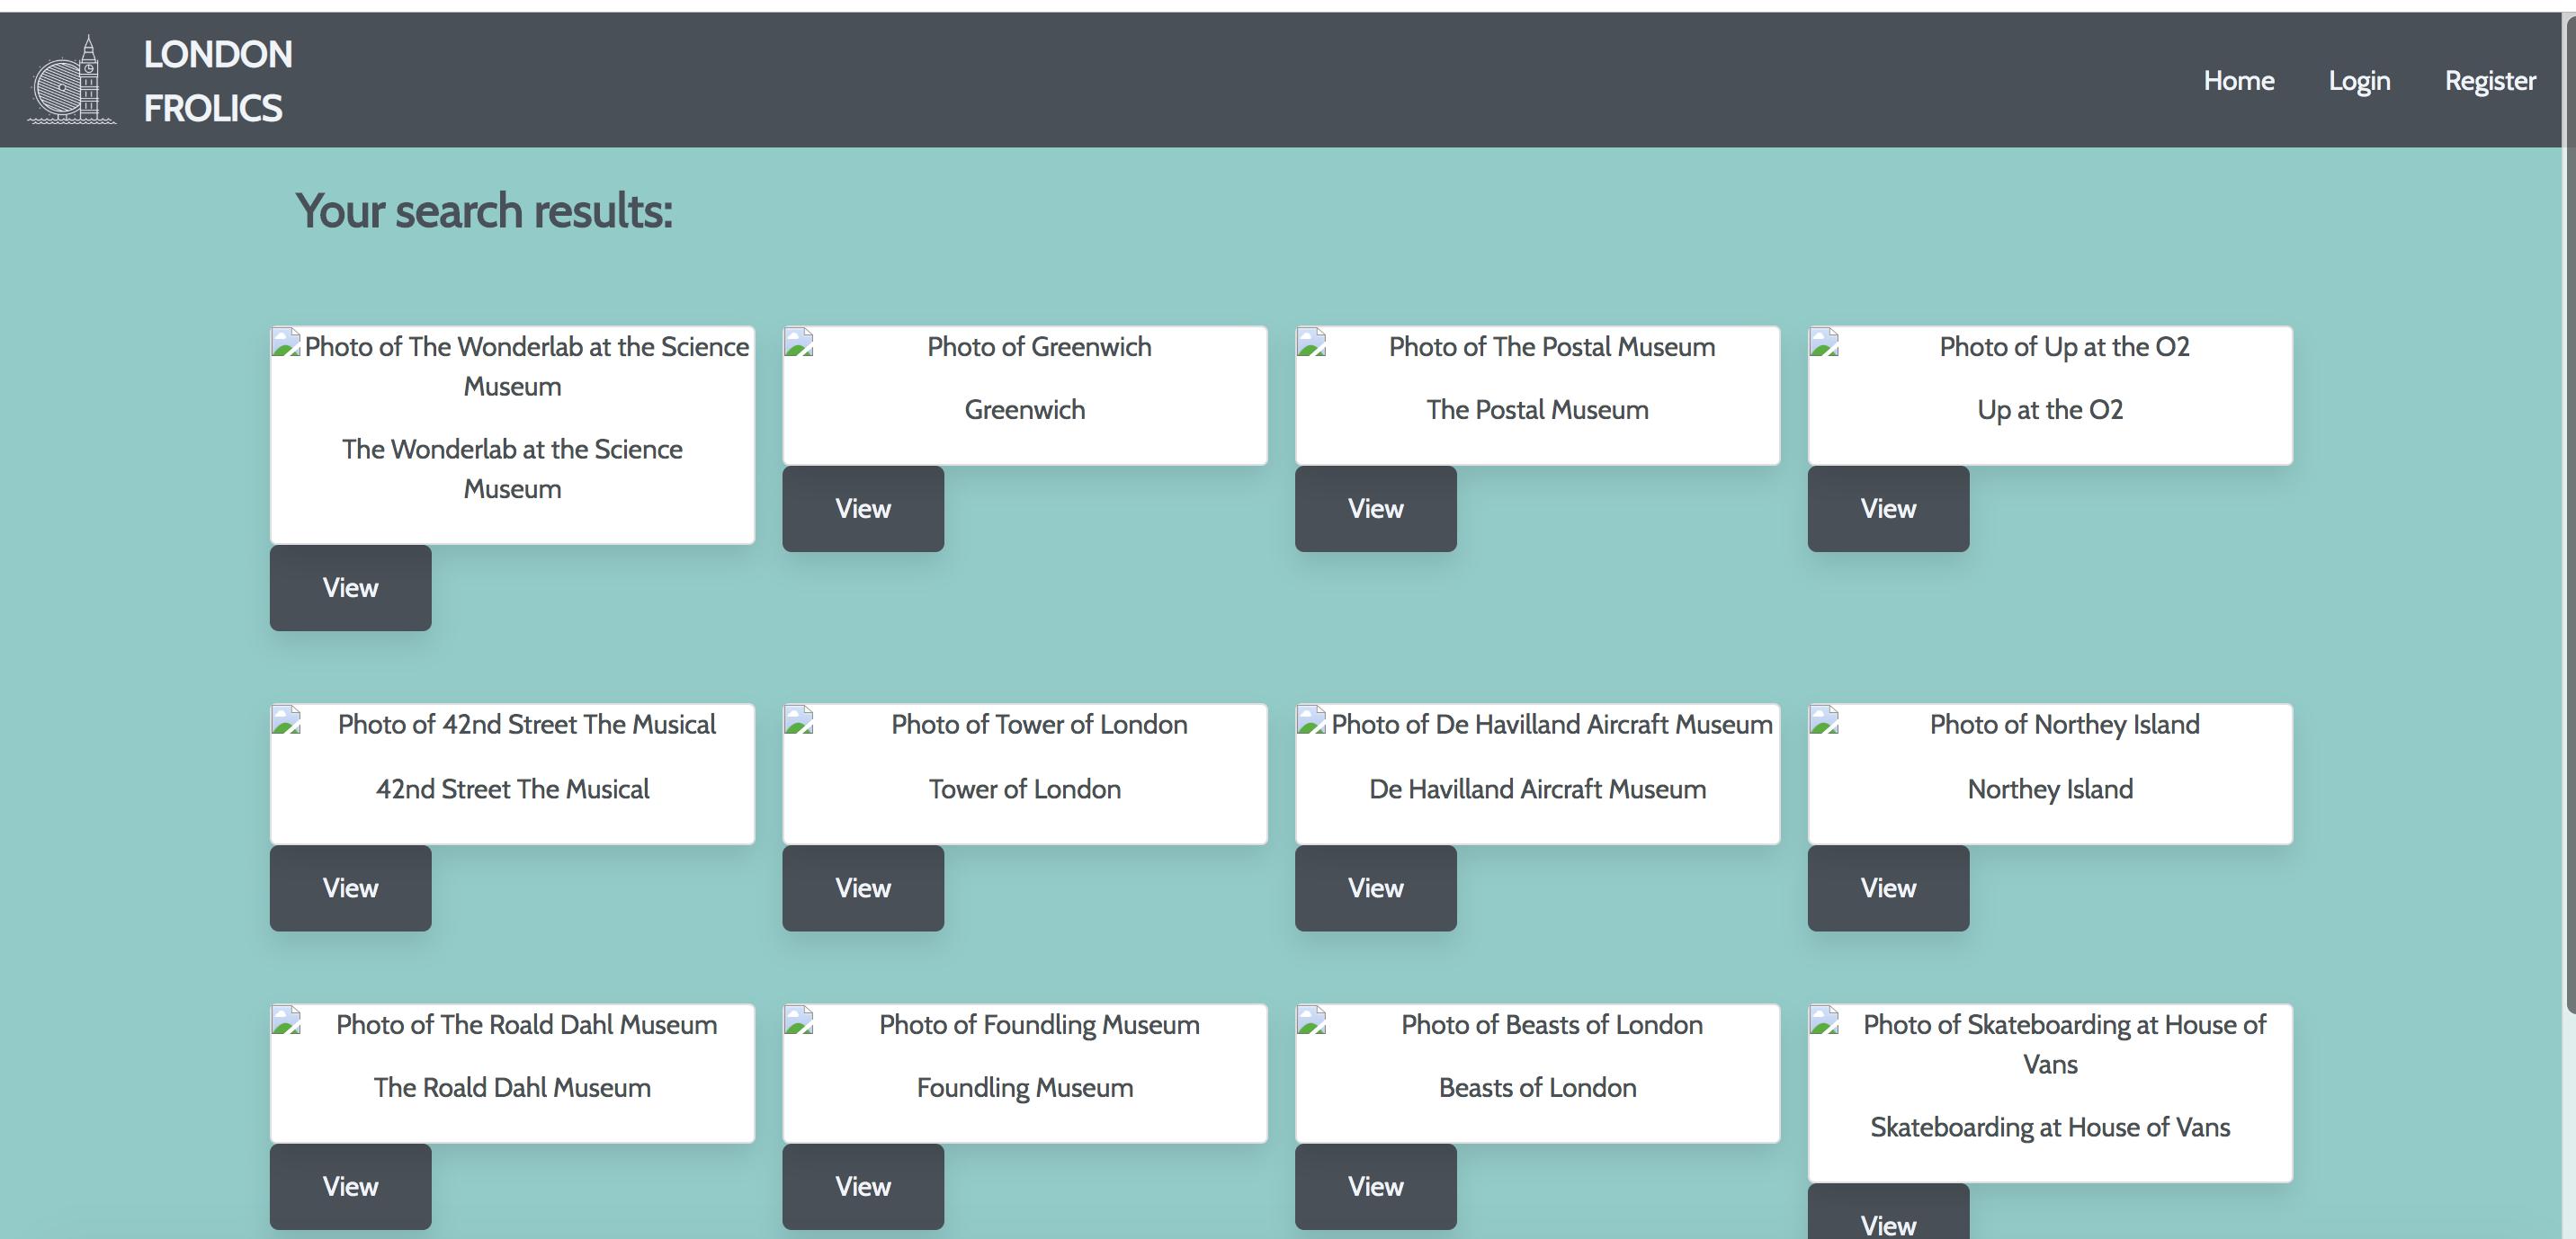 LONDON
FROLICS
Home
Login
Register
Your search results:
Photo of The Wonderlab at the Science
Museum
The Wonderlab at the Science
Museum
View
Photo of Greenwich
Greenwich
View
Photo of The Postal Museum
The Postal Museum
View
Photo of Up at the O2
Up at the O2
View
Photo of 42nd Street The Musical
42nd Street The Musical
View
Photo of Tower of London
Tower of London
View
Photo of De Havilland Aircraft Museum
De Havilland Aircraft Museum
View
Photo of Northey Island
Northey Island
View
Photo of The Roald Dahl Museum
The Roald Dahl Museum
View
Photo of Foundling Museum
Foundling Museum
View
Photo of Beasts of London
Beasts of London
View
Photo of Skateboarding at House of
Vans
Skateboarding at House of Vans
View